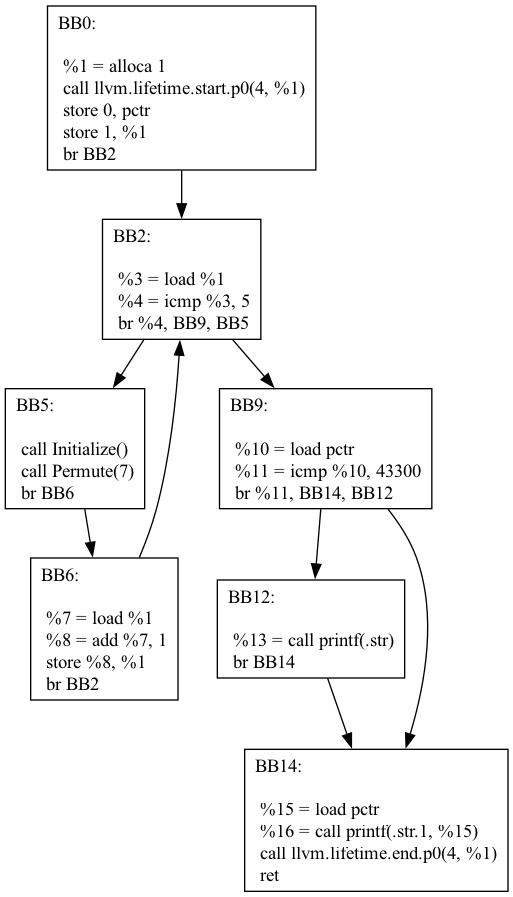 BB0:
%1 = alloca 1
call llvm.lifetime.start.p0(4, %1)
store 0, pctr
store 1, %1
br BB2
BB2:
%3 = load %1
%4 = icmp %3, 5
br %4, BB9, BB5
BB5:
call Initialize()
call Permute(7)
br BB6
BB9:
%10 = load pctr
%11 = icmp %10, 43300
br %11, BB14, BB12
BB6:
%7 = load %1
%8 = add %7, 1
store %8, %1
br BB2
BB12:
%13 = call printf(.str)
br BB14
BB14:
%15 = load pctr
%16 = call printf(.str.1, %15)
call llvm.lifetime.end.p0(4, %1)
ret